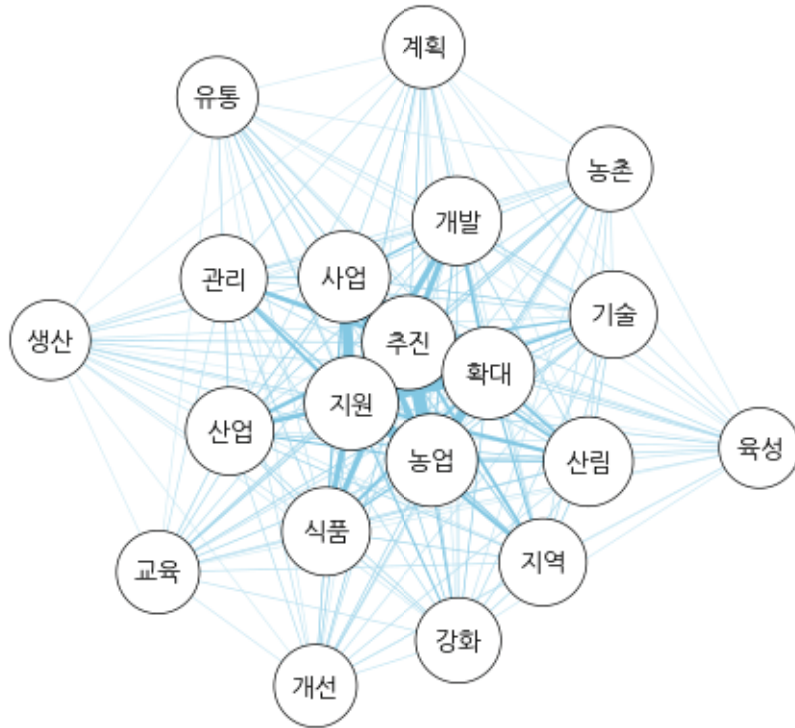 계획
유통
농촌
개발
사업
관리
기술
생산
추진
확대
지원
산업
육성
농업
산림
식품
지역
교육
강화
개선